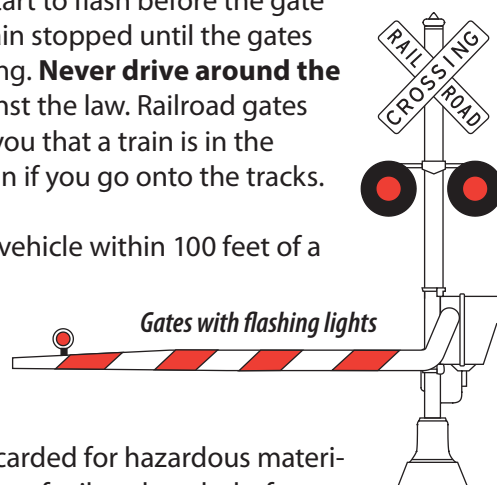 tart to flash before the gate
ain stopped until the gates
ng. Never drive around the
nst the law. Railroad gates
you that a train is in the
n if you go onto the tracks.
vehicle within 100 feet of a
RAIL ROAD
CROSSING
Gates with flashing lights
carded for hazardous materi-